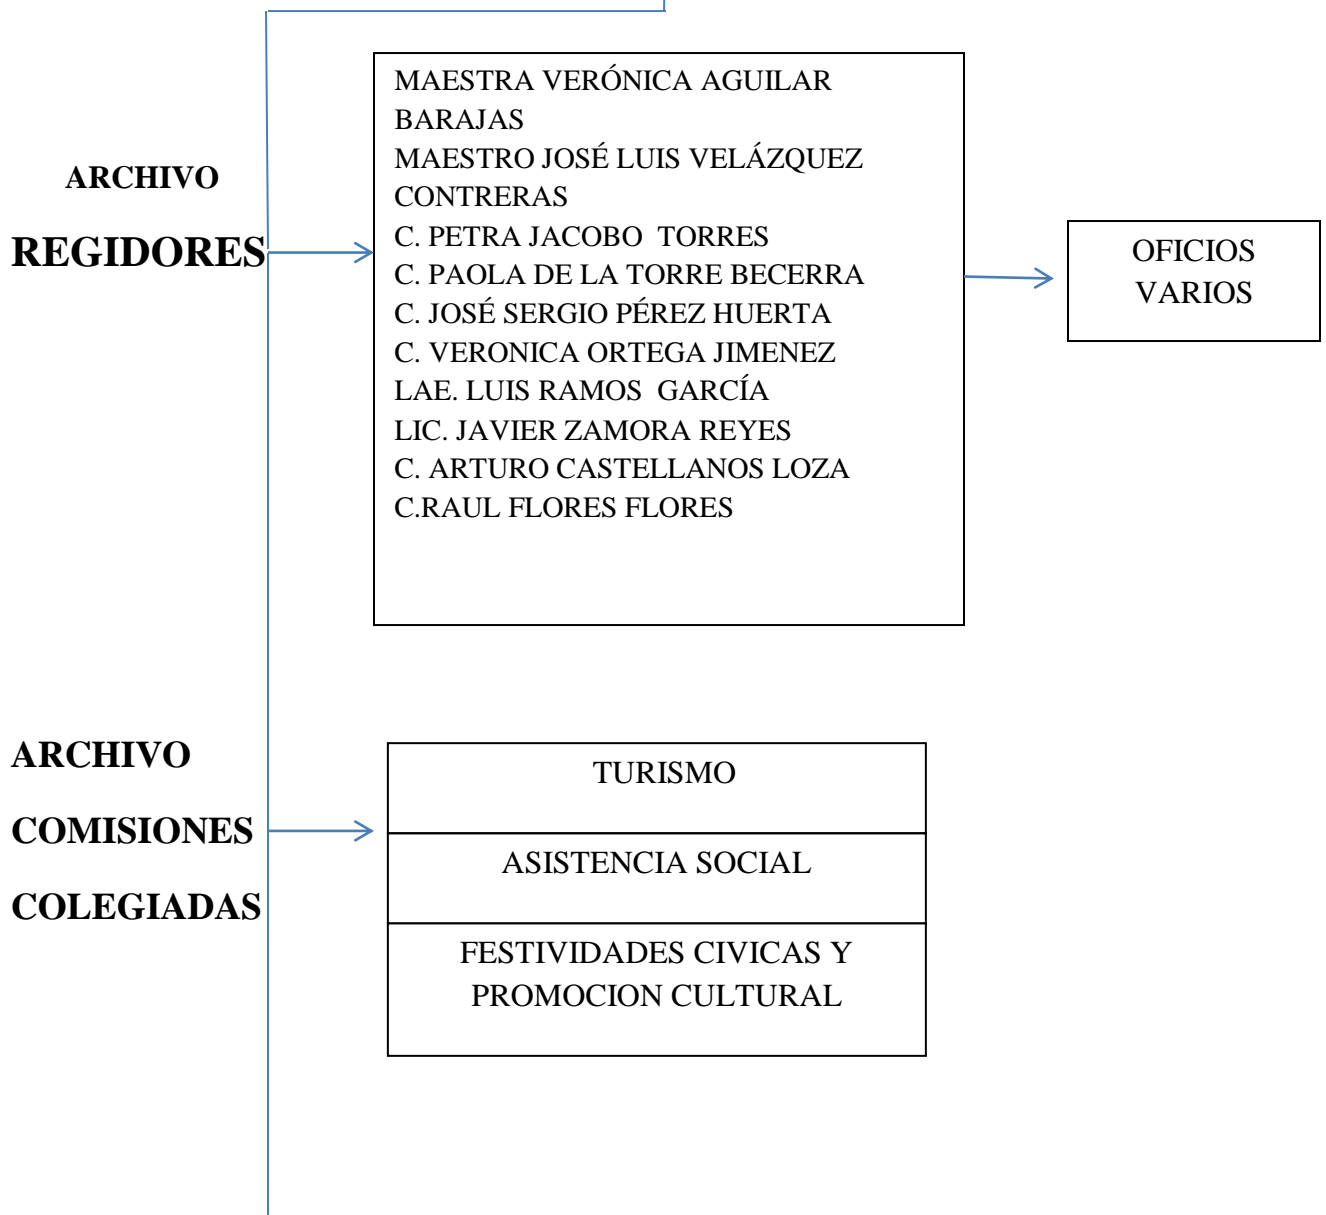 ARCHIVO
REGIDORES
MAESTRA VERÓNICA AGUILAR
BARAJAS
MAESTRO JOSÉ LUIS VELÁZQUEZ
CONTRERAS
C. PETRA JACOBO  TORRES
C. PAOLA DE LA TORRE BECERRA
C. JOSÉ SERGIO PÉREZ HUERTA
C. VERONICA ORTEGA JIMENEZ
LAE. LUIS RAMOS  GARCÍA
LIC. JAVIER ZAMORA REYES
C. ARTURO CASTELLANOS LOZA
C.RAUL FLORES FLORES
OFICIOS
VARIOS
ARCHIVO
COMISIONES
COLEGIADAS
TURISMO
ASISTENCIA SOCIAL
FESTIVIDADES CIVICAS Y
PROMOCION CULTURAL